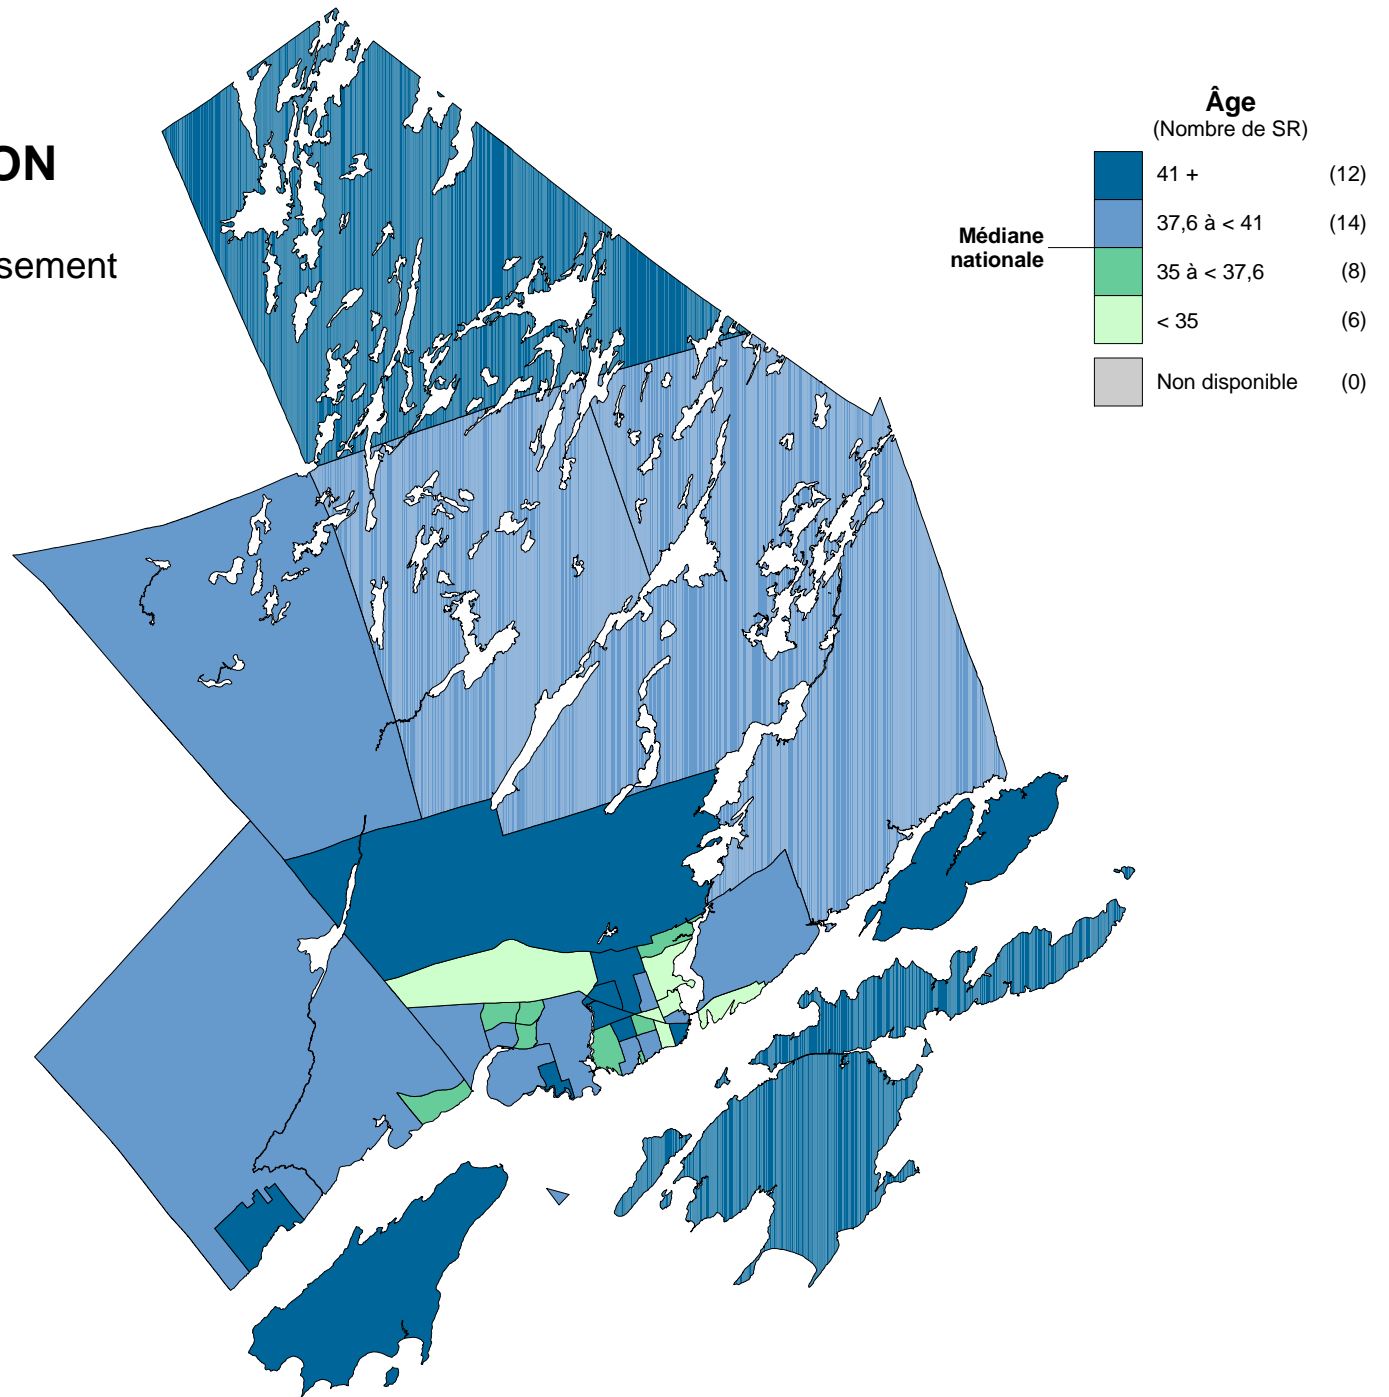 ON
sement
Âge
(Nombre de SR)
41 + (12)
37,6 à < 41 (14)
Médiane
nationale
35 à < 37,6 (8)
< 35 (6)
Non disponible (0)